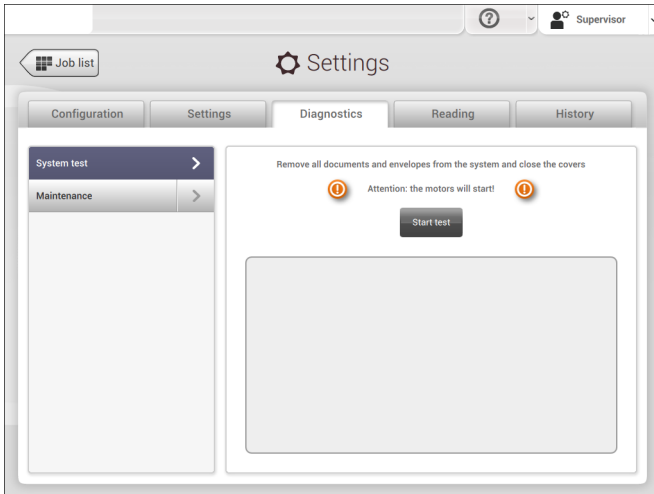 Supervisor
Job list
Settings
Configuration
Settings
Diagnostics
Reading
History
System test
Maintenance
Remove all documents and envelopes from the system and close the covers
Attention: the motors will start!
Start test